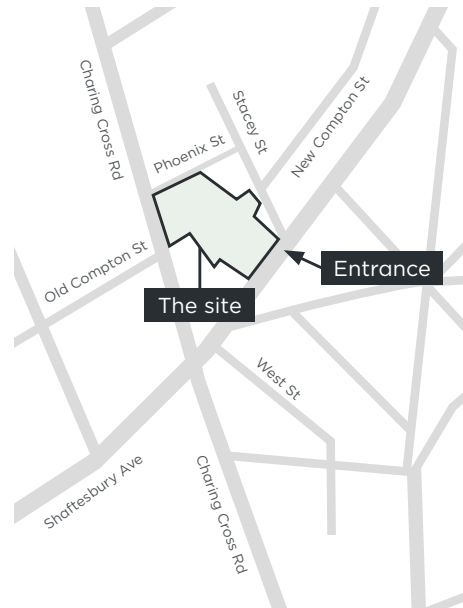 Charing Cross Rd
Stacey St
New Compton St
Phoenix St
Old Compton St
Entrance
The site
West St
Shaftesbury Ave
Charing Cross Rd